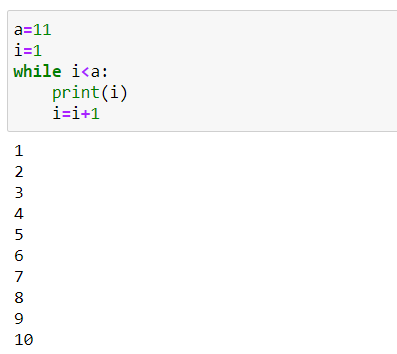 a=11
i=1
while i<a:
    print(i)
    i=i+1
1
2
3
4
5
6
7
8
9
10